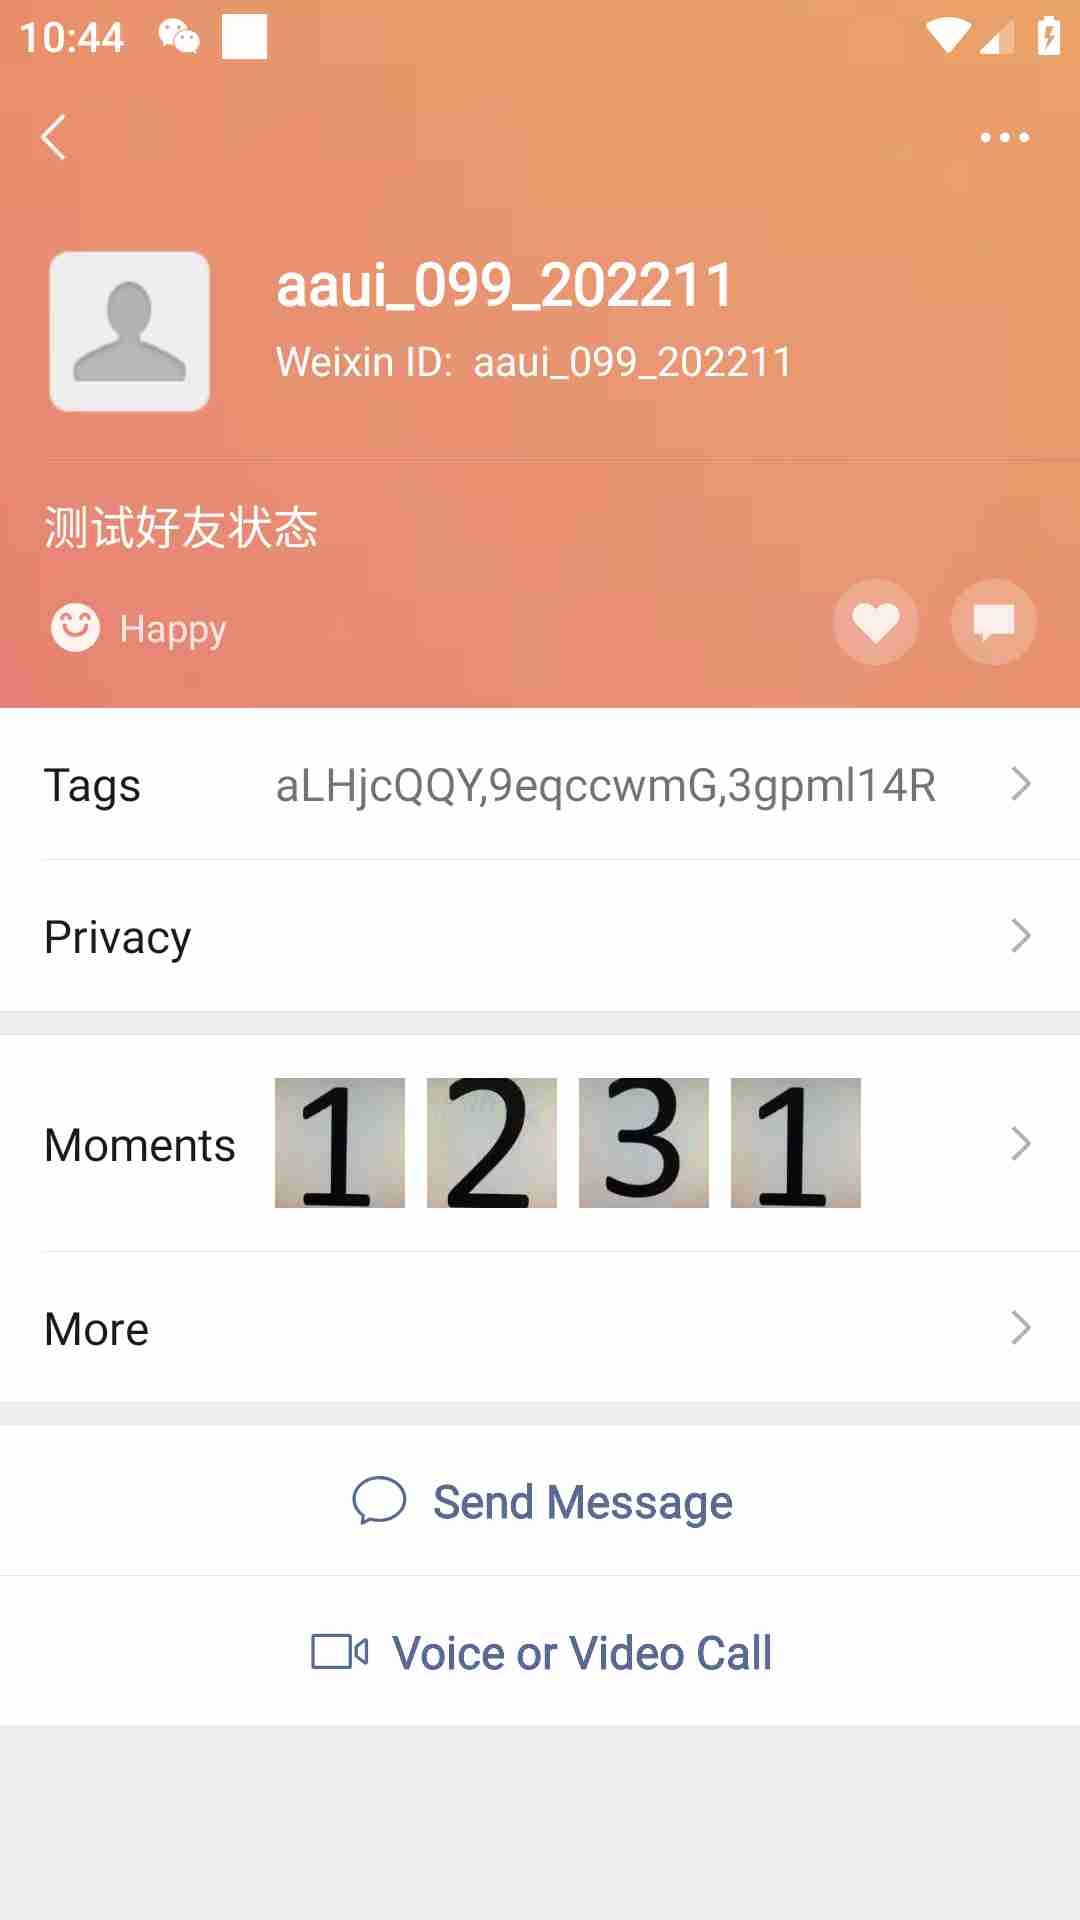 10:44
aaui_099_202211
Weixin ID: aaui_099_202211
测试好友状态
Happy
Tags aLHjcQQY,9eqccwmG,3gpml14R
Privacy
Moments 1 2 3 1
More
Send Message
Voice or Video Call